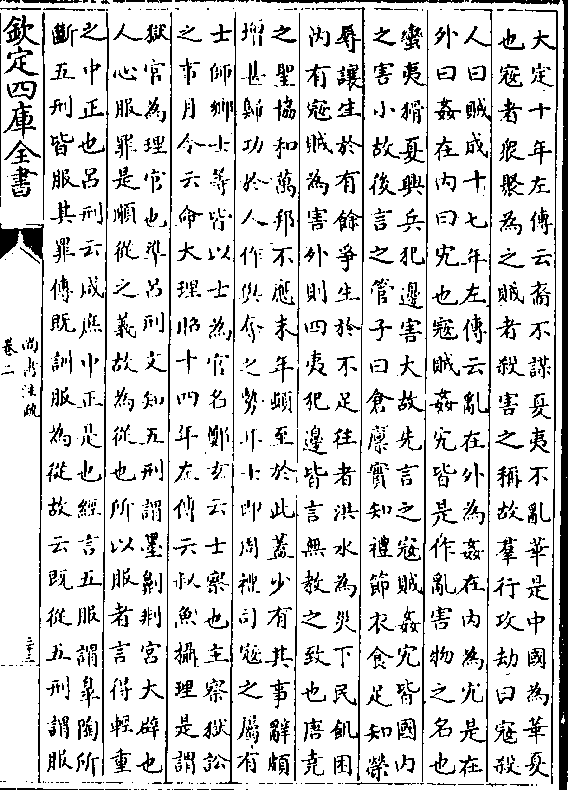 大定十年左傳云裔不謀夏夷不亂華是中國為華夏
也寇者衆聚為之賊者殺害之稱故羣行攻劫曰寇殺
人曰賊成十七年左傳云亂在外為姦在内為宄是在
外曰姦在内曰宄也寇賊姦宄皆是作亂害物之名也
蠻夷猾夏興兵犯邊害大故先言之寇賊姦宄皆國内
之害小故後言之管子曰倉廪實知禮節衣食足知榮
辱讓生於有餘爭生於不足往者洪水為災下民飢困
内有寇賊為害外則四夷犯邊皆言無教之致也唐堯
之聖協和萬邦不應末年頓至於此蓋少有其事辭頗
增甚歸功於人作與奪之勢耳士即周禮司寇之屬有
士師鄉士等皆以士為官名鄭玄云士察也主察獄訟
之事月令云命大理昭十四年左傳云叔魚攝理是謂
獄官為理官也準呂刑文知五刑謂墨劓剕宮大辟也
人心服罪是順從之義故為從也所以服者言得輕重
之中正也呂刑云咸庶中正是也經言五服謂臯陶所
斷五刑皆服其罪傳既訓服為從故云既從五刑謂服
欽定四庫全書
尚書注疏
卷二
二十三